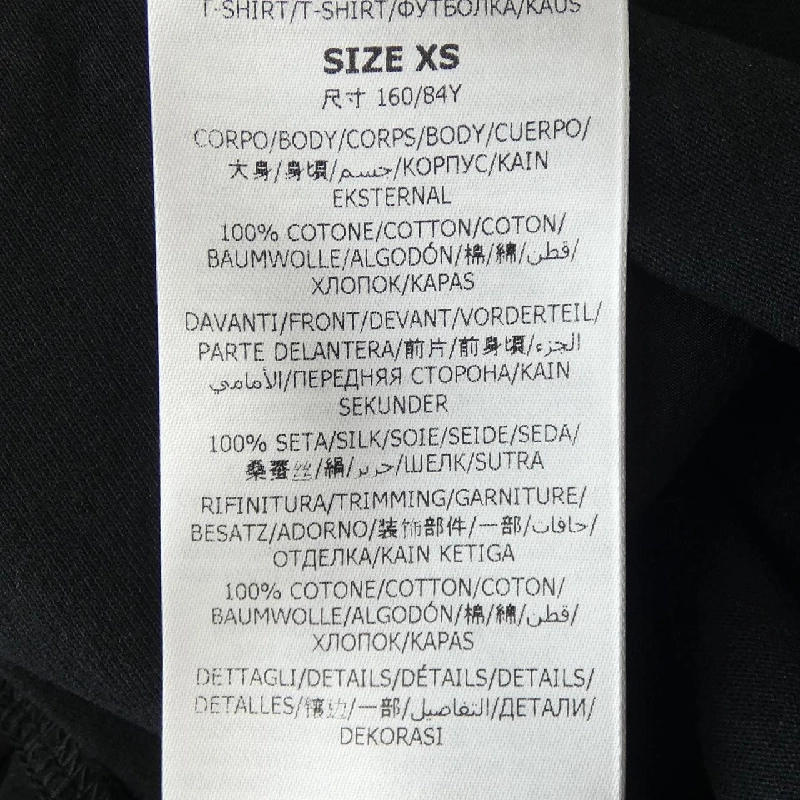 T-SHIRT/T-SHIRT/ФУТБОЛКА/KAUS
SIZE XS
尺寸 160/84Y
CORPO/BODY/CORPS/BODY/CUERPO/
大身/身頃/جسم/КОРПУС/KAIN
EKSTERNAL
100% COTONE/COTTON/COTON/
BAUMWOLLE/ALGODÓN/棉/綿/قطن/
ХЛОПОК/KAPAS
DAVANTI/FRONT/DEVANT/VORDERTEIL/
PARTE DELANTERA/前片/前身頃/الجزء
الأمامي/ПЕРЕДНЯЯ СТОРОНА/KAIN
SEKUNDER
100% SETA/SILK/SOIE/SEIDE/SEDA/
桑蚕丝/絹/حرير/ШЕЛК/SUTRA
RIFINITURA/TRIMMING/GARNITURE/
BESATZ/ADORNO/装饰部件/一部/حافات/
ОТДЕЛКА/KAIN KETIGA
100% COTONE/COTTON/COTON/
BAUMWOLLE/ALGODÓN/棉/綿/قطن/
ХЛОПОК/KAPAS
DETTAGLI/DETAILS/DÉTAILS/DETAILS/
DETALLES/镶边/一部/التفاصيل/ДЕТАЛИ/
DEKORASI